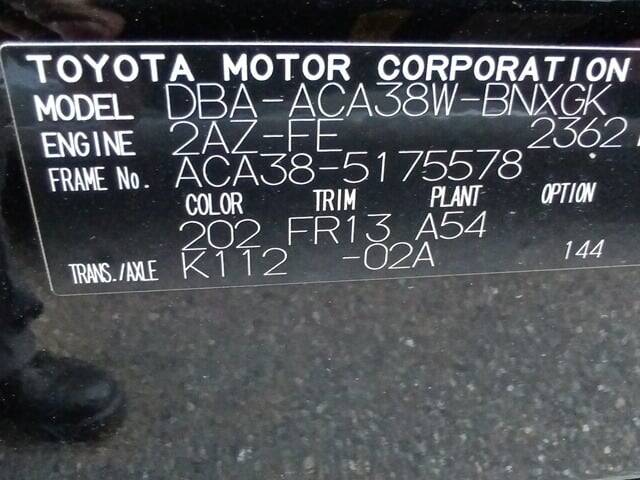 TOYOTA MOTOR CORPORATION
MODEL DBA-ACA38W-BNXGK
ENGINE 2AZ-FE 2362
FRAME No. ACA38-5175578
COLOR TRIM PLANT OPTION
202 FR13 A54
TRANS./AXLE K112 -02A 144